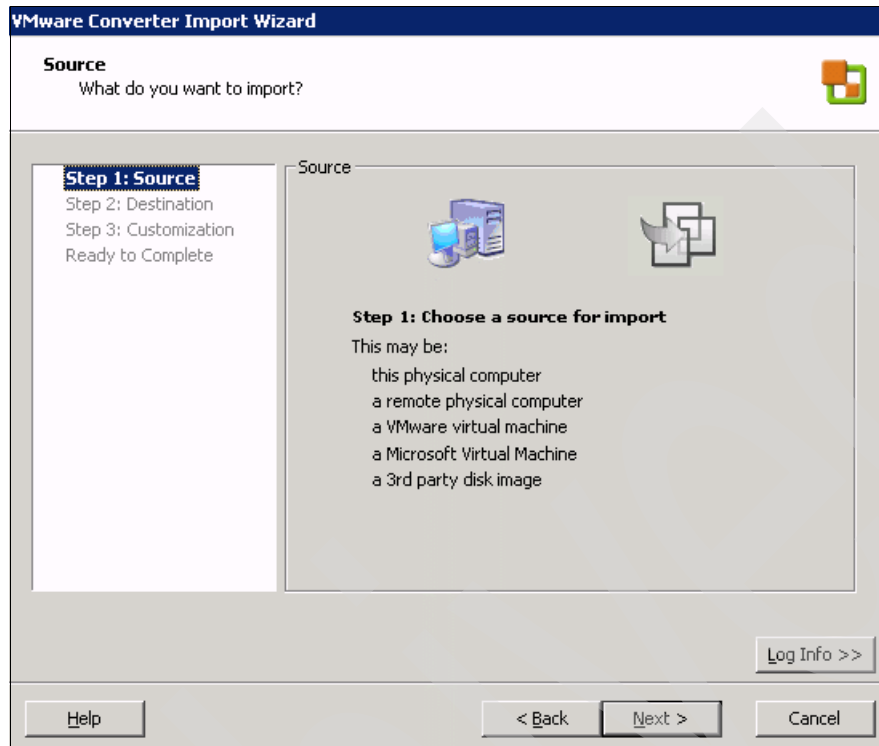 VMware Converter Import Wizard
Source
What do you want to import?
Step 1: Source
Step 2: Destination
Step 3: Customization
Ready to Complete
Source
Step 1: Choose a source for import
This may be:
this physical computer
a remote physical computer
a VMware virtual machine
a Microsoft Virtual Machine
a 3rd party disk image
Log Info >>
Help
< Back
Next >
Cancel